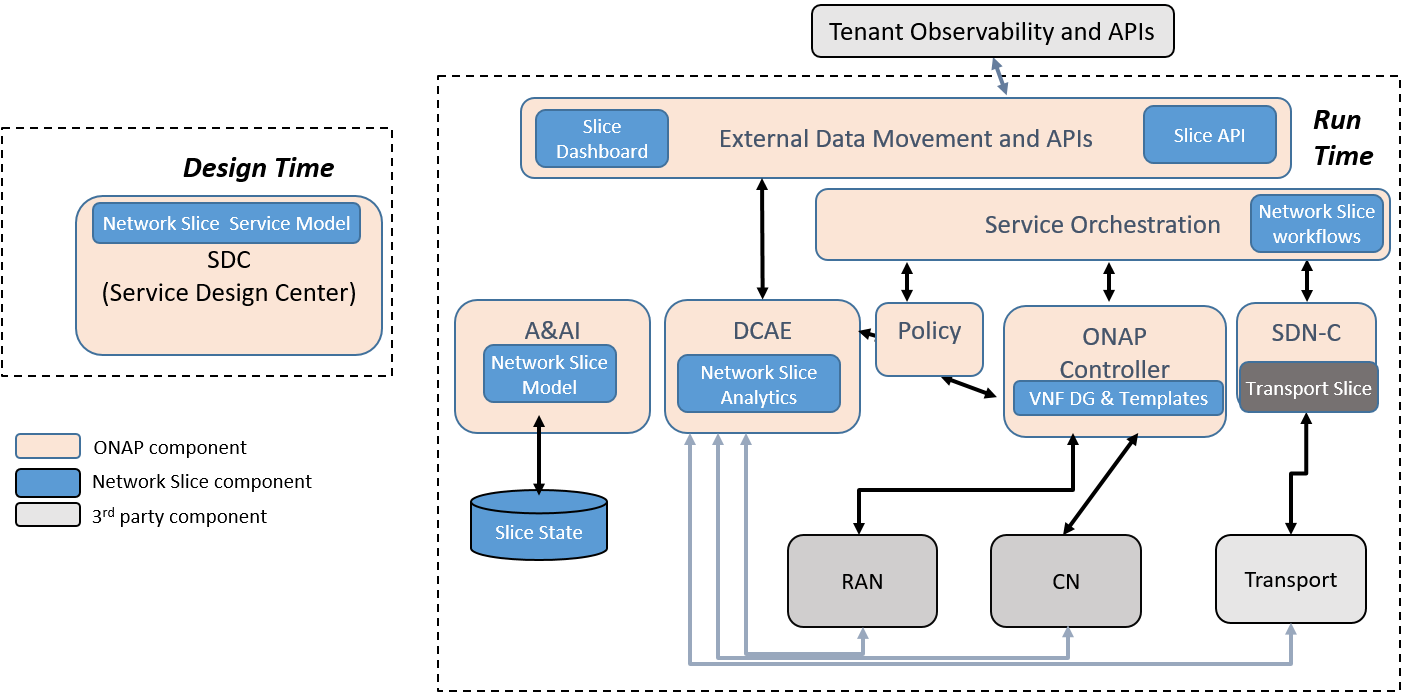 Tenant Observability and APIs
Run
Time
Slice
Dashboard
External Data Movement and APIs
Slice API
Design Time
Network Slice  Service Model
SDC
(Service Design Center)
Service Orchestration
Network Slice
workflows
A&AI
Network Slice
Model
DCAE
Network Slice
Analytics
Policy
ONAP
Controller
VNF DG & Templates
SDN-C
Transport Slice
ONAP component
Network Slice component
3rd party component
Slice State
RAN
CN
Transport